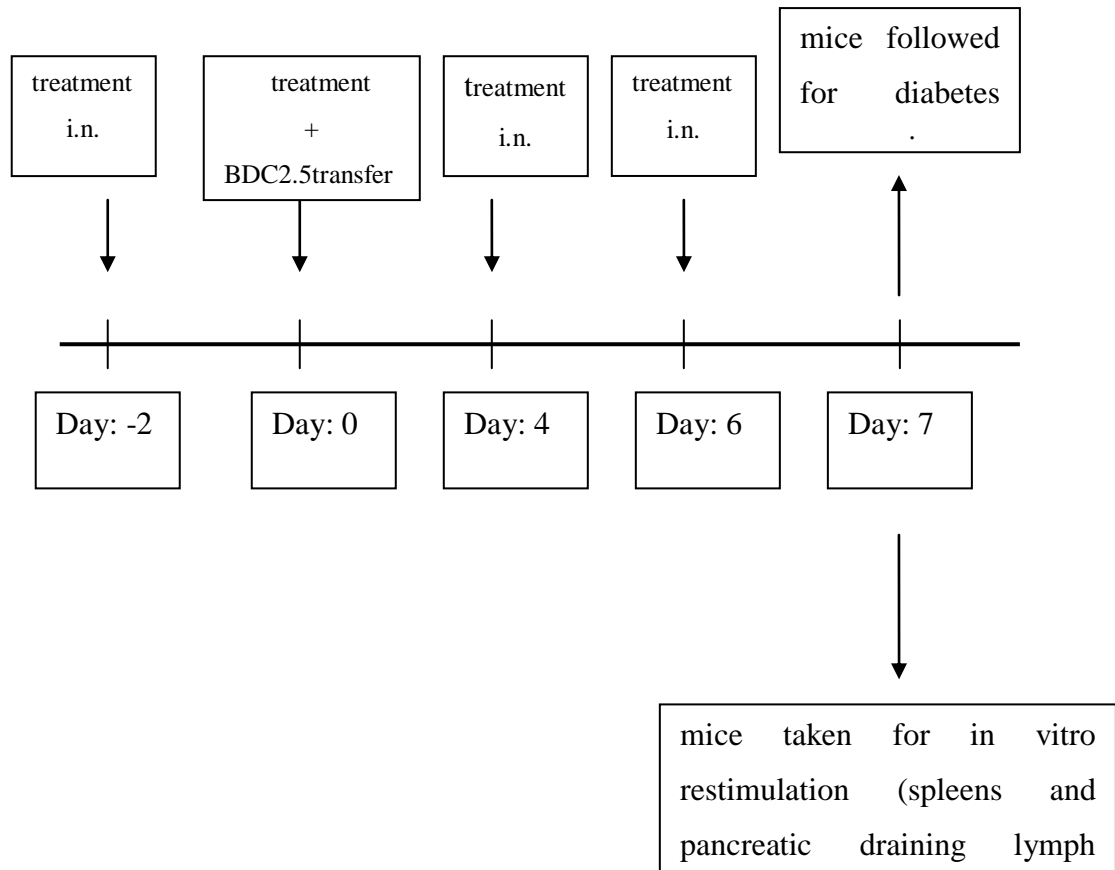 treatment
i.n.
treatment
+
BDC2.5transfer
treatment
i.n.
treatment
i.n.
mice followed
for diabetes
.
Day: -2
Day: 0
Day: 4
Day: 6
Day: 7
mice taken for in vitro
restimulation (spleens and
pancreatic draining lymph